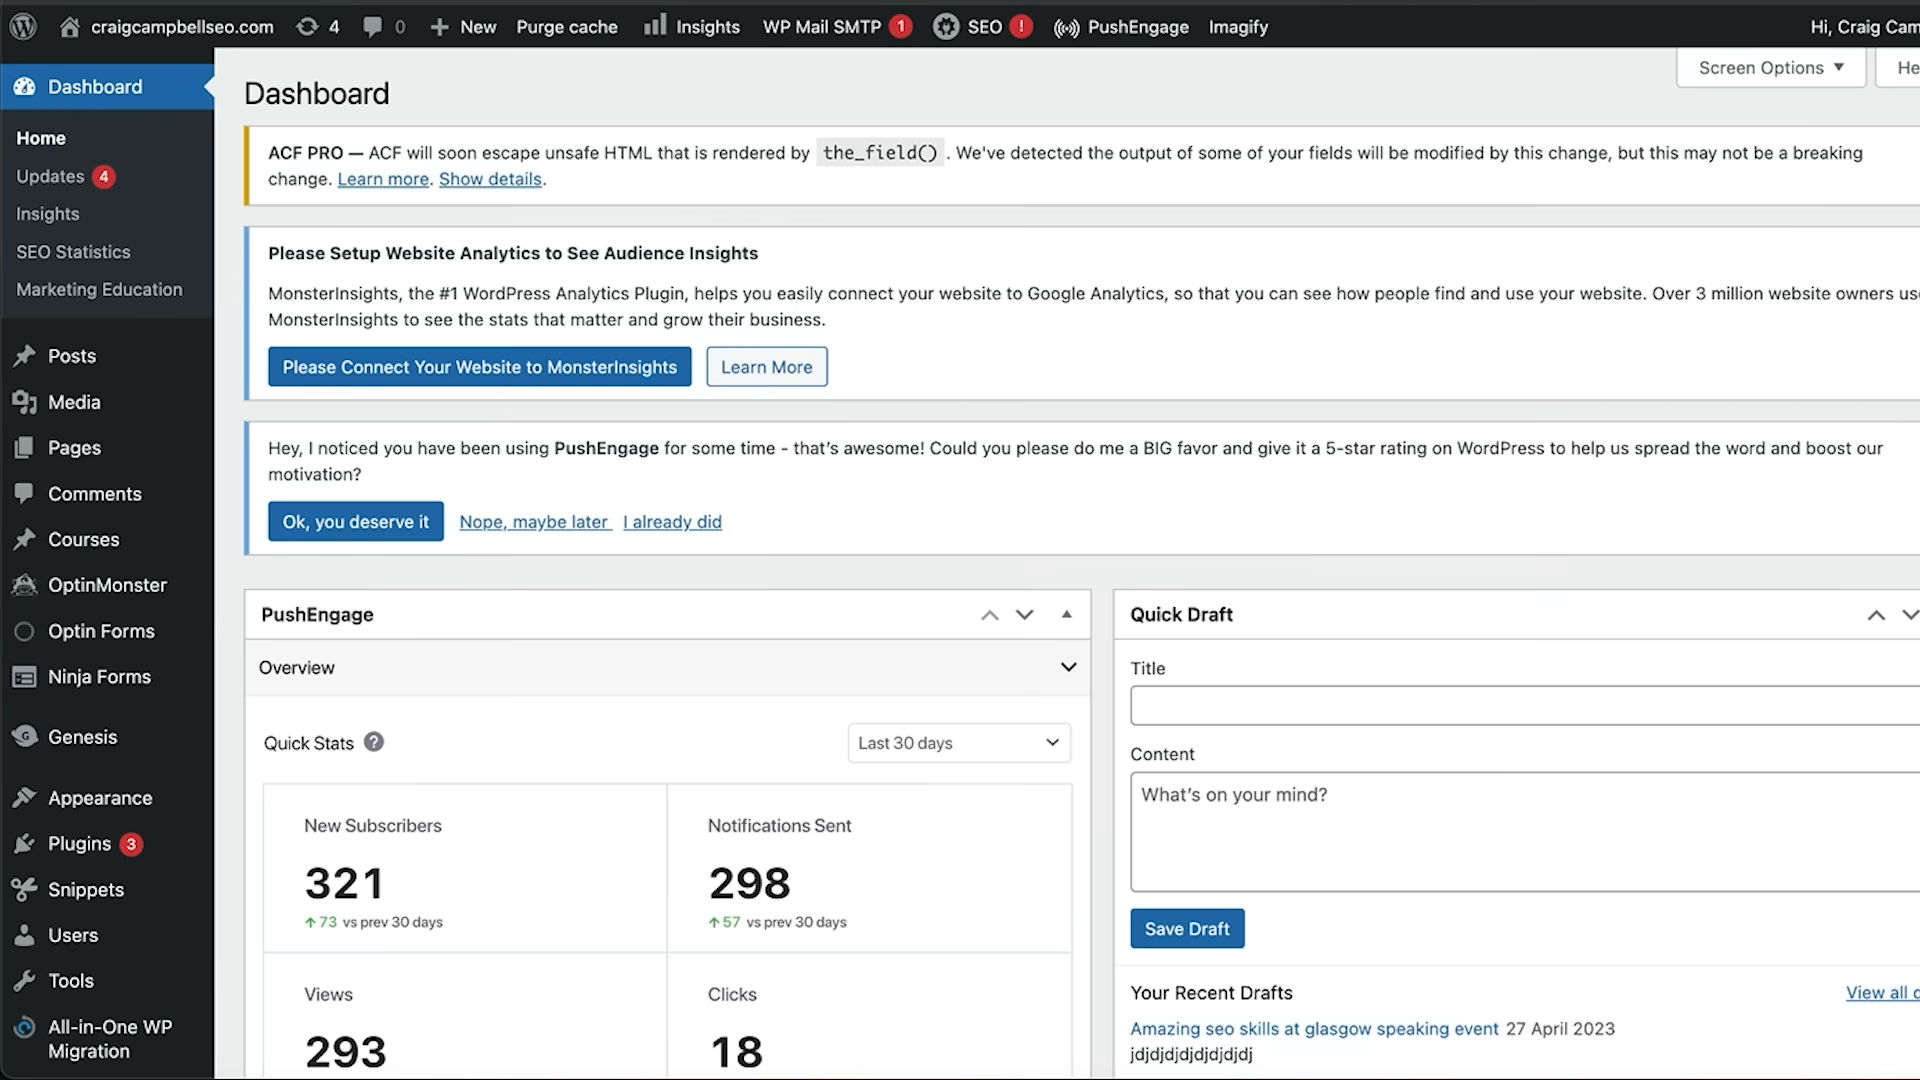 craigcampbellseo.com 4 0 New Purge cache Insights WP Mail SMTP 1 SEO ! PushEngage Imagify Hi, Craig Cam
Screen Options He
Dashboard
Home
Updates 4
Insights
SEO Statistics
Marketing Education
Posts
Media
Pages
Comments
Courses
OptinMonster
Optin Forms
Ninja Forms
Genesis
Appearance
Plugins 3
Snippets
Users
Tools
All-in-One WP
Migration
Dashboard
ACF PRO — ACF will soon escape unsafe HTML that is rendered by the_field() . We've detected the output of some of your fields will be modified by this change, but this may not be a breaking
change. Learn more. Show details.
Please Setup Website Analytics to See Audience Insights
MonsterInsights, the #1 WordPress Analytics Plugin, helps you easily connect your website to Google Analytics, so that you can see how people find and use your website. Over 3 million website owners use
MonsterInsights to see the stats that matter and grow their business.
Please Connect Your Website to MonsterInsights Learn More
Hey, I noticed you have been using PushEngage for some time - that’s awesome! Could you please do me a BIG favor and give it a 5-star rating on WordPress to help us spread the word and boost our
motivation?
Ok, you deserve it Nope, maybe later I already did
PushEngage
Overview
Quick Stats ? Last 30 days
New Subscribers Notifications Sent
321 298
73 vs prev 30 days 57 vs prev 30 days
Views Clicks
293 18
Quick Draft
Title
Content
What’s on your mind?
Save Draft
Your Recent Drafts View all d
Amazing seo skills at glasgow speaking event 27 April 2023
jdjdjdjdjdjdjdjdj